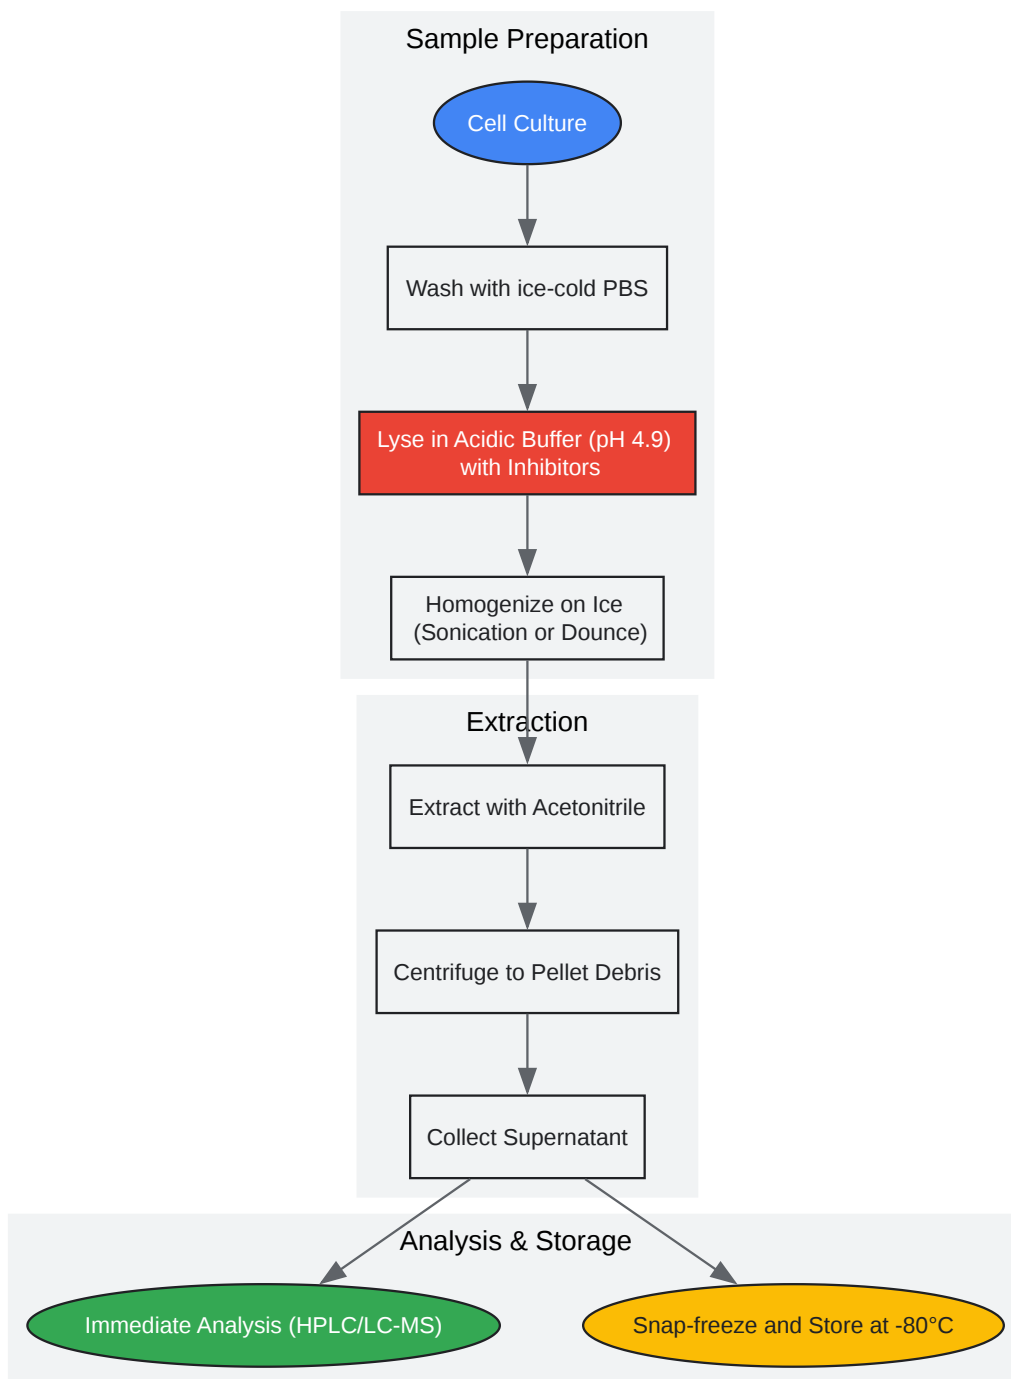 Sample Preparation
Cell Culture
Wash with ice-cold PBS
Lyse in Acidic Buffer (pH 4.9)
with Inhibitors
Homogenize on Ice
(Sonication or Dounce)
Extraction
Extract with Acetonitrile
Centrifuge to Pellet Debris
Collect Supernatant
Analysis & Storage
Immediate Analysis (HPLC/LC-MS)
Snap-freeze and Store at -80°C